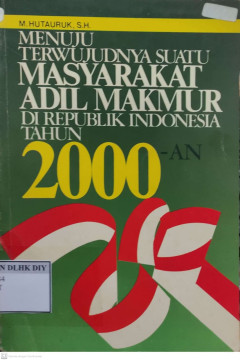 M. HUTAURUK, S.H.
MENUJU
TERWUJUDNYA SUATU
MASYARAKAT
ADIL MAKMUR
DI REPUBLIK INDONESIA
TAHUN
2000-AN
N DLHK DIY